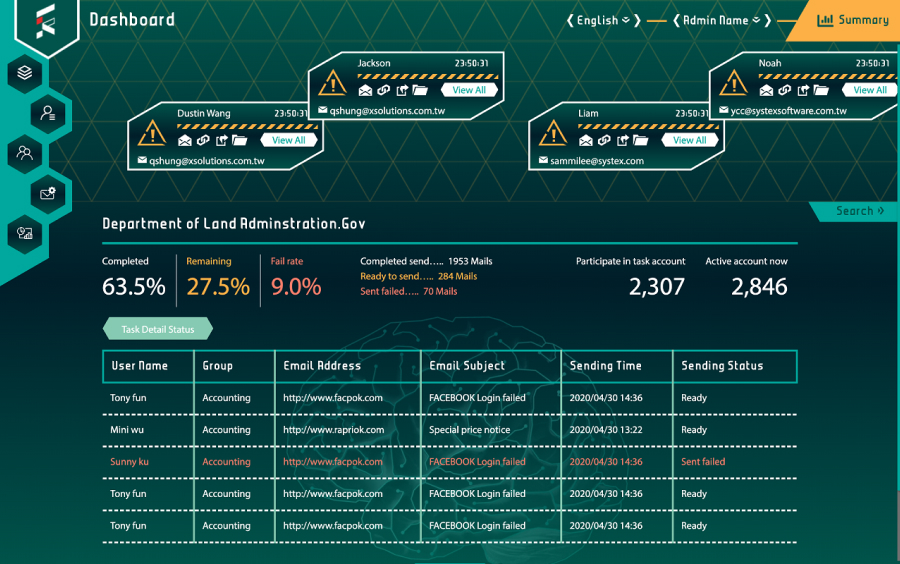 Dashboard
English
Admin Name
Summary
Jackson 23:50:31
View All
qshung@xsolutions.com.tw
Noah 23:50:31
View All
ycc@systexsoftware.com.tw
Dustin Wang 23:50:31
View All
qshung@xsolutions.com.tw
Liam 23:50:31
View All
sammilee@systex.com
Search
Department of Land Adminstration.Gov
Completed Remaining Fail rate
63.5% 27.5% 9.0%
Completed send..... 1953 Mails
Ready to send..... 284 Mails
Sent failed..... 70 Mails
Participate in task account Active account now
2,307 2,846
Task Detail Status
User Name Group Email Address Email Subject Sending Time Sending Status
Tony fun Accounting http://www.facpok.com FACEBOOK Login failed 2020/04/30 14:36 Ready
Mini wu Accounting http://www.rapriok.com Special price notice 2020/04/30 13:22 Ready
Sunny ku Accounting http://www.facpok.com FACEBOOK Login failed 2020/04/30 14:36 Sent failed
Tony fun Accounting http://www.facpok.com FACEBOOK Login failed 2020/04/30 14:36 Ready
Tony fun Accounting http://www.facpok.com FACEBOOK Login failed 2020/04/30 14:36 Ready